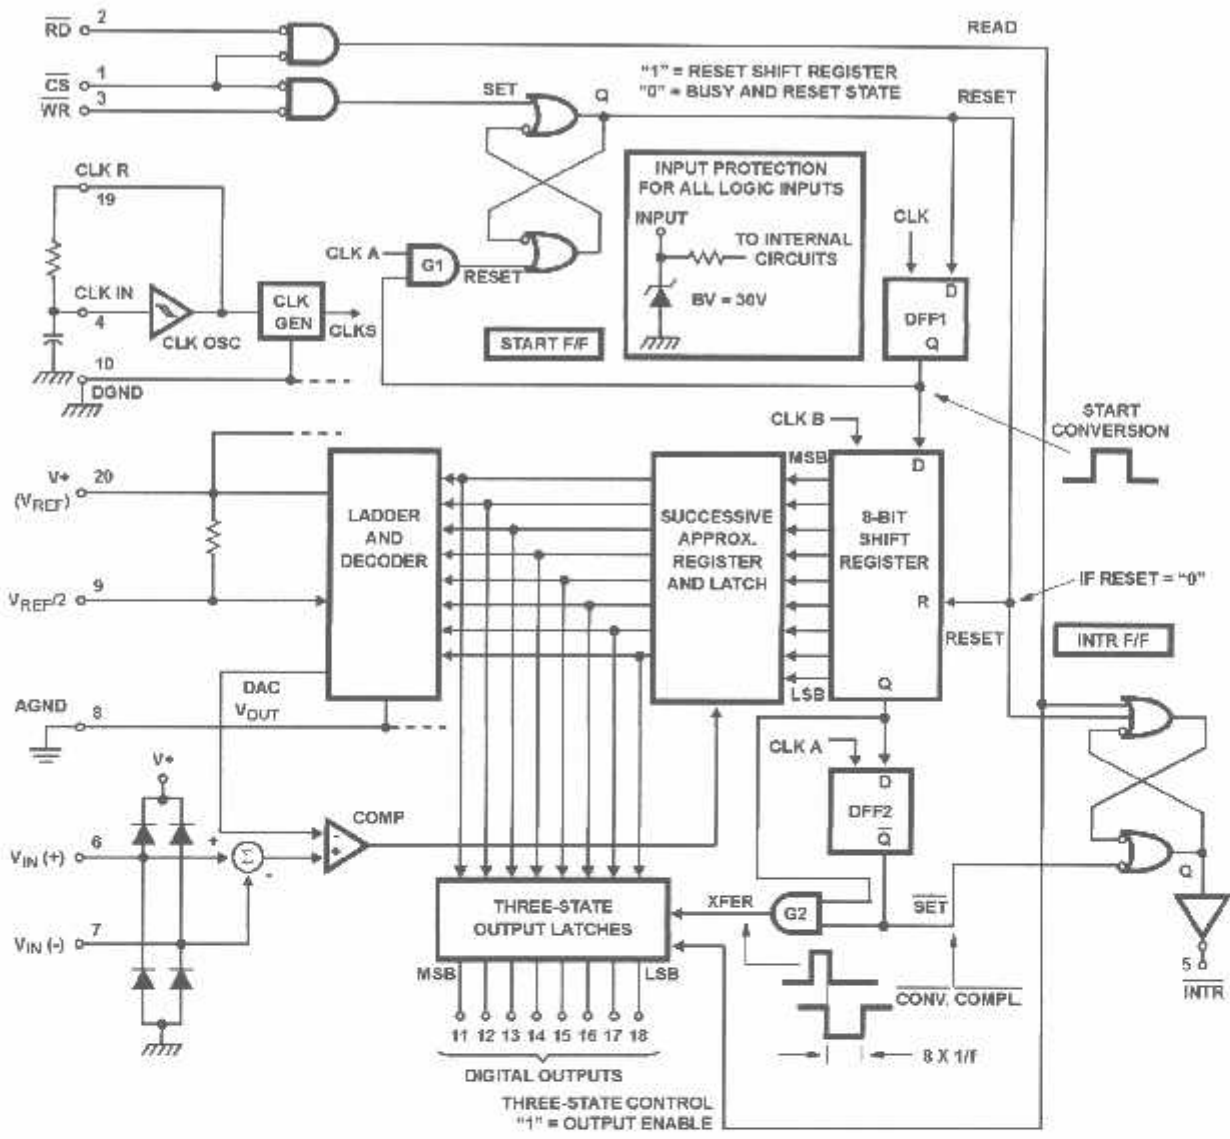 RD
2
READ
CS
1
WR
3
SET
Q
"1" = RESET SHIFT REGISTER
"0" = BUSY AND RESET STATE
RESET
CLK R
19
INPUT PROTECTION
FOR ALL LOGIC INPUTS
INPUT
TO INTERNAL
CIRCUITS
BV = 30V
CLK
CLK A
G1
RESET
D
DFF1
Q
CLK IN
4
CLK OSC
CLK
GEN
CLKS
START F/F
10
DGND
START
CONVERSION
CLK B
V+
(VREF)
20
LADDER
AND
DECODER
SUCCESSIVE
APPROX.
REGISTER
AND LATCH
MSB
D
8-BIT
SHIFT
REGISTER
VREF/2
9
R
IF RESET = "0"
RESET
INTR F/F
LSB
Q
AGND
8
DAC
VOUT
V+
CLK A
D
DFF2
Q
COMP
VIN (+)
6
+
Σ
-
-
+
VIN (-)
7
THREE-STATE
OUTPUT LATCHES
XFER
G2
SET
Q
MSB
LSB
5
INTR
CONV. COMPL.
11 12 13 14 15 16 17 18
8 X 1/f
DIGITAL OUTPUTS
THREE-STATE CONTROL
"1" = OUTPUT ENABLE